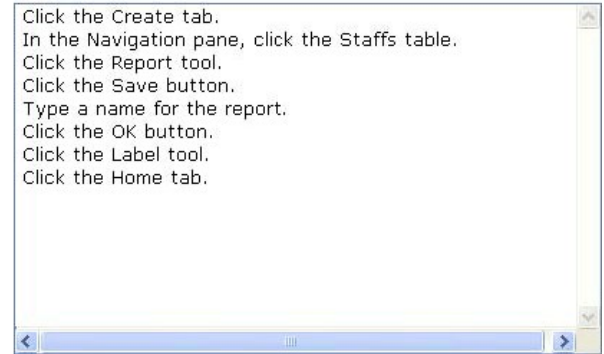 Click the Create tab.
In the Navigation pane, click the Staffs table.
Click the Report tool.
Click the Save button.
Type a name for the report.
Click the OK button.
Click the Label tool.
Click the Home tab.